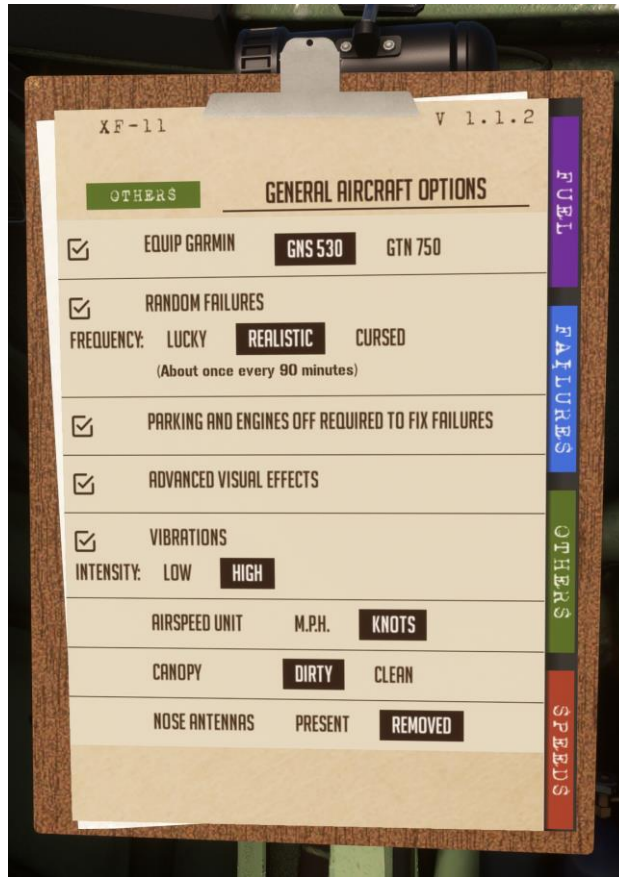 XF-11 V 1.1.2
OTHERS GENERAL AIRCRAFT OPTIONS
EQUIP GARMIN GNS 530 GTN 750
RANDOM FAILURES
FREQUENCY: LUCKY REALISTIC CURSED
(About once every 90 minutes)
PARKING AND ENGINES OFF REQUIRED TO FIX FAILURES
ADVANCED VISUAL EFFECTS
VIBRATIONS
INTENSITY: LOW HIGH
AIRSPEED UNIT M.P.H. KNOTS
CANOPY DIRTY CLEAN
NOSE ANTENNAS PRESENT REMOVED
FUEL
FAILURES
OTHERS
SPEEDS